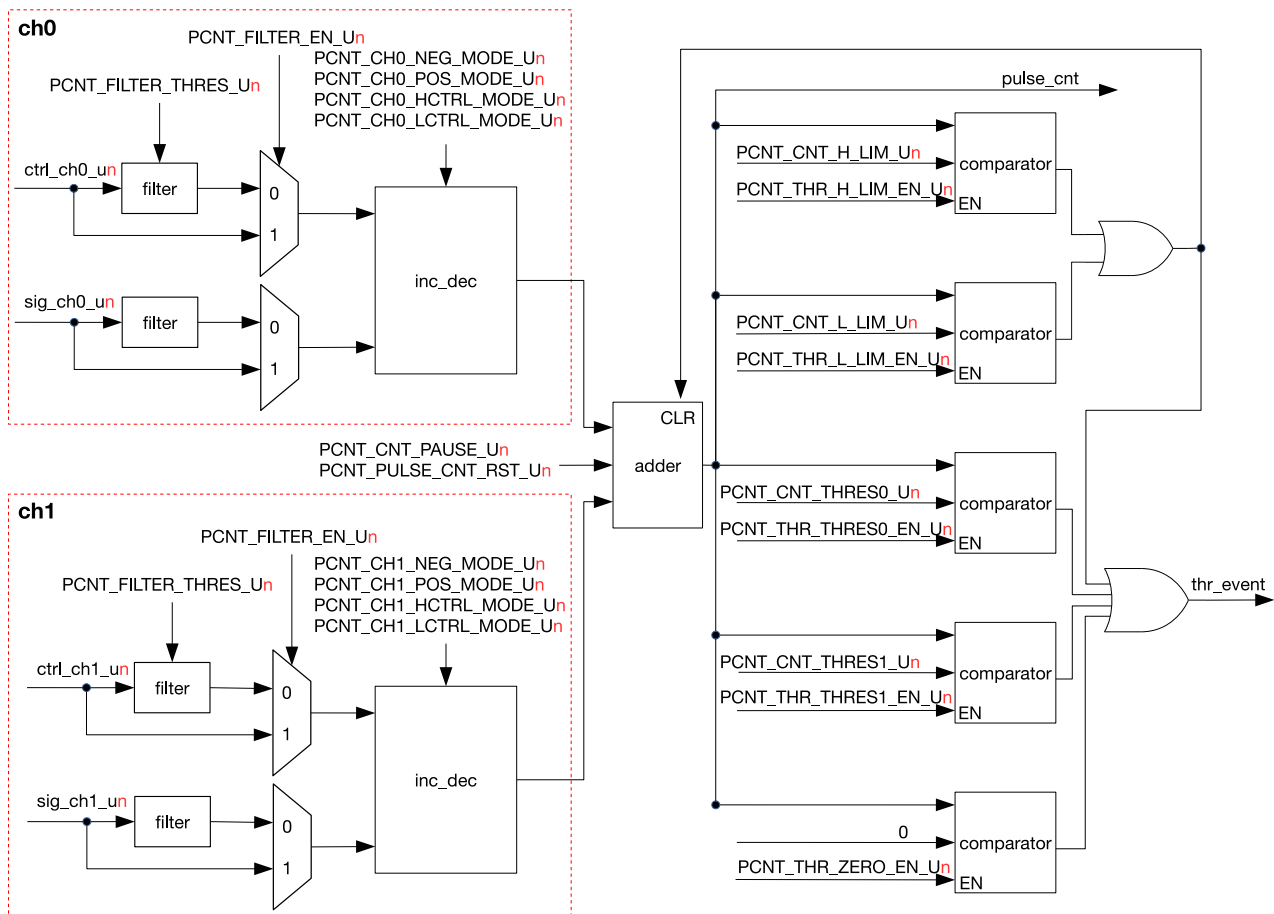 ch0
PCNT_FILTER_EN_Un
PCNT_CH0_NEG_MODE_Un
PCNT_CH0_POS_MODE_Un
PCNT_CH0_HCTRL_MODE_Un
PCNT_CH0_LCTRL_MODE_Un
PCNT_FILTER_THRES_Un
ctrl_ch0_un
filter
0
1
sig_ch0_un
filter
0
1
inc_dec
ch1
PCNT_FILTER_EN_Un
PCNT_CH1_NEG_MODE_Un
PCNT_CH1_POS_MODE_Un
PCNT_CH1_HCTRL_MODE_Un
PCNT_CH1_LCTRL_MODE_Un
PCNT_FILTER_THRES_Un
ctrl_ch1_un
filter
0
1
sig_ch1_un
filter
0
1
inc_dec
PCNT_CNT_PAUSE_Un
PCNT_PULSE_CNT_RST_Un
CLR
adder
pulse_cnt
PCNT_CNT_H_LIM_Un
PCNT_THR_H_LIM_EN_Un
comparator
EN
PCNT_CNT_L_LIM_Un
PCNT_THR_L_LIM_EN_Un
comparator
EN
PCNT_CNT_THRES0_Un
PCNT_THR_THRES0_EN_Un
comparator
EN
PCNT_CNT_THRES1_Un
PCNT_THR_THRES1_EN_Un
comparator
EN
0
PCNT_THR_ZERO_EN_Un
comparator
EN
thr_event